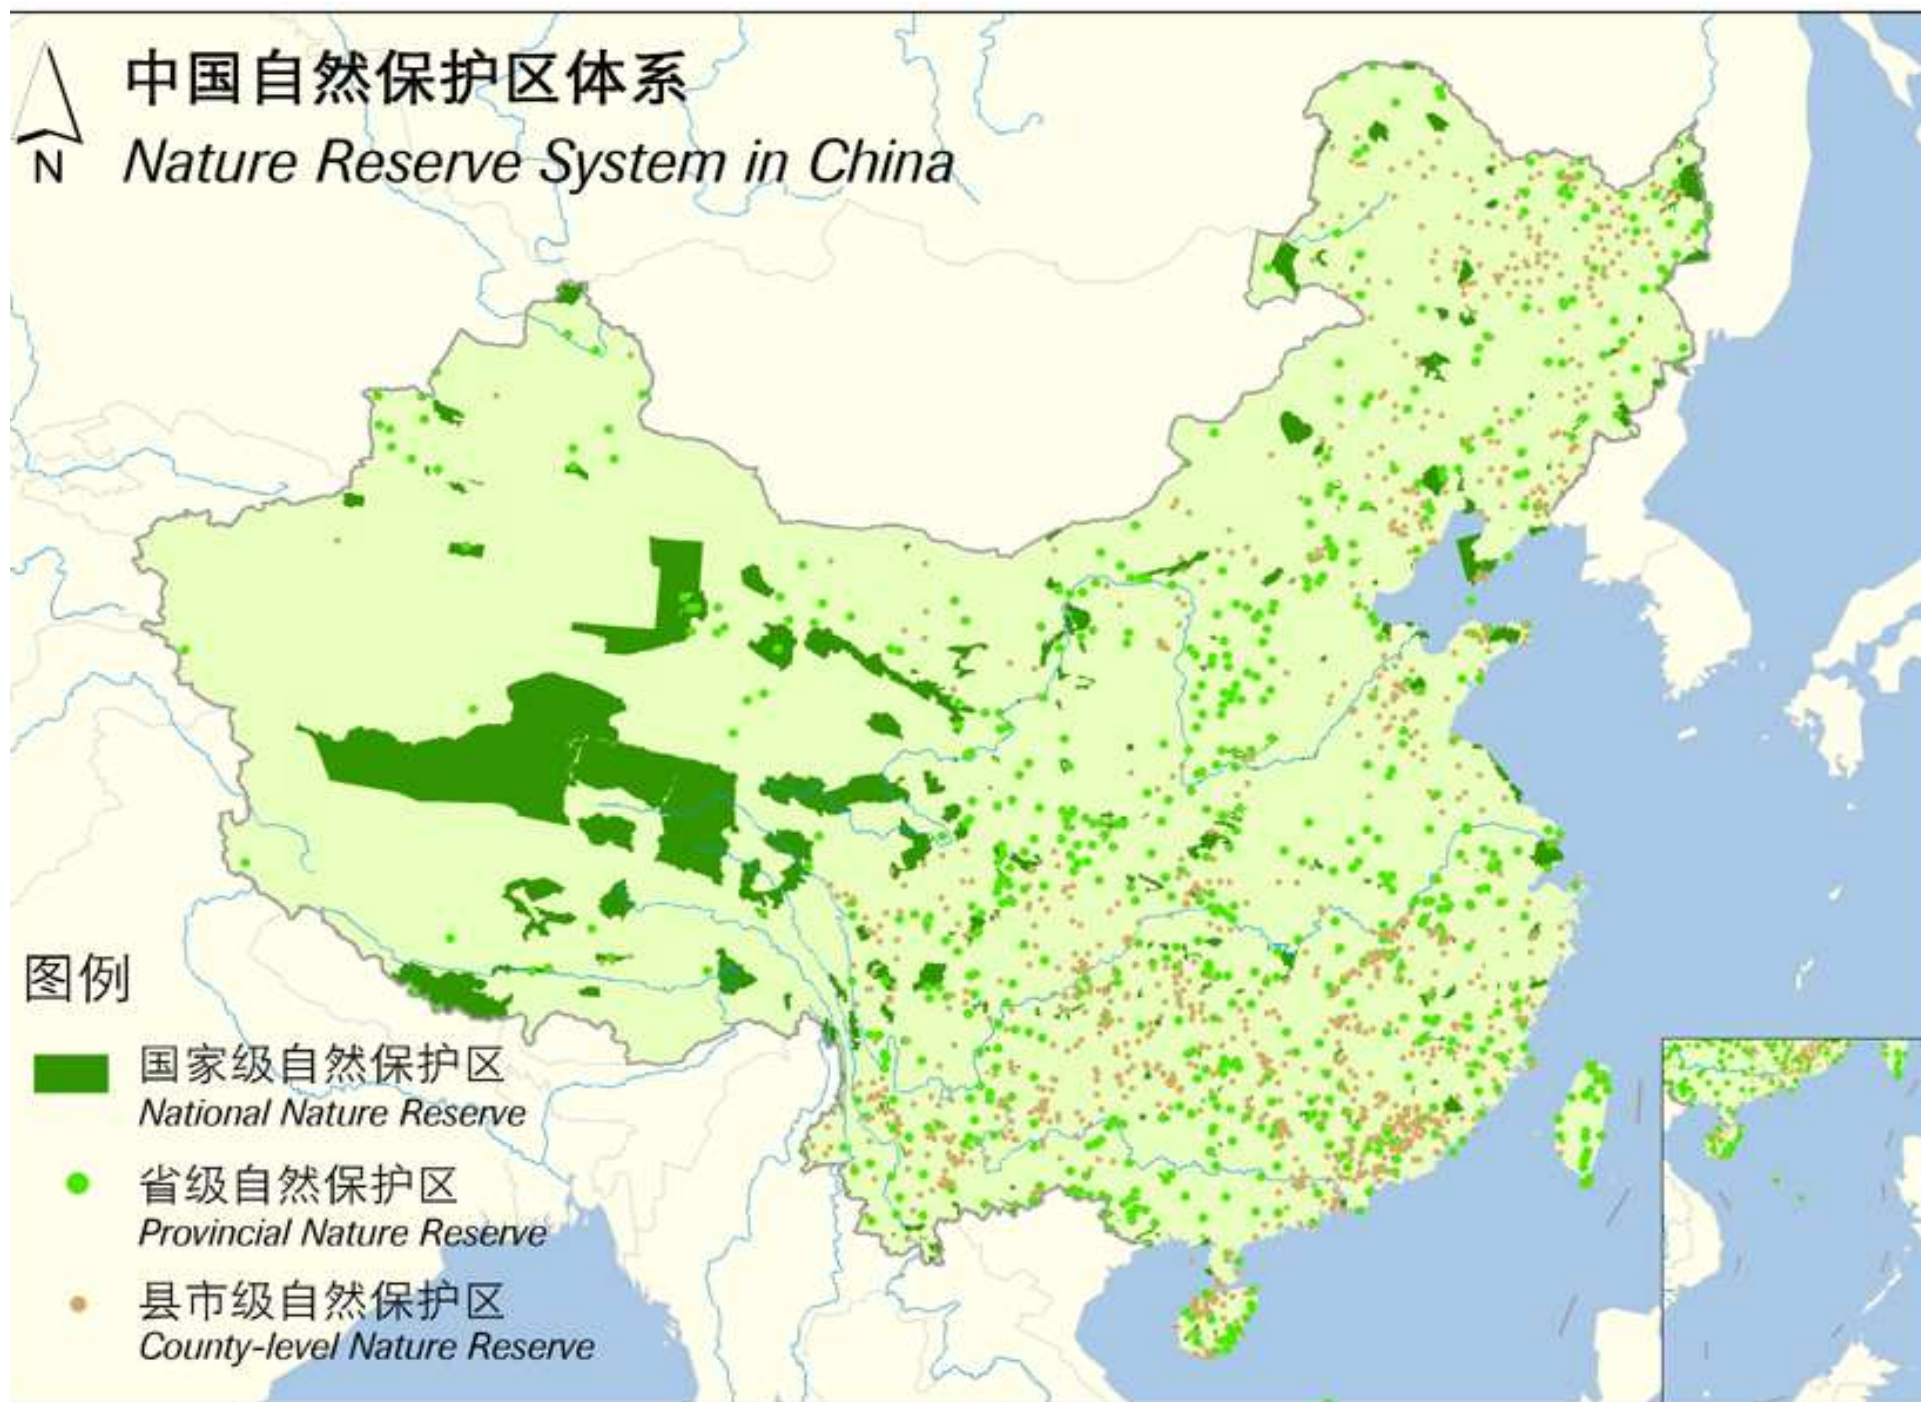 中国自然保护区体系
Nature Reserve System in China
N
图例
国家级自然保护区
National Nature Reserve
省级自然保护区
Provincial Nature Reserve
县市级自然保护区
County-level Nature Reserve